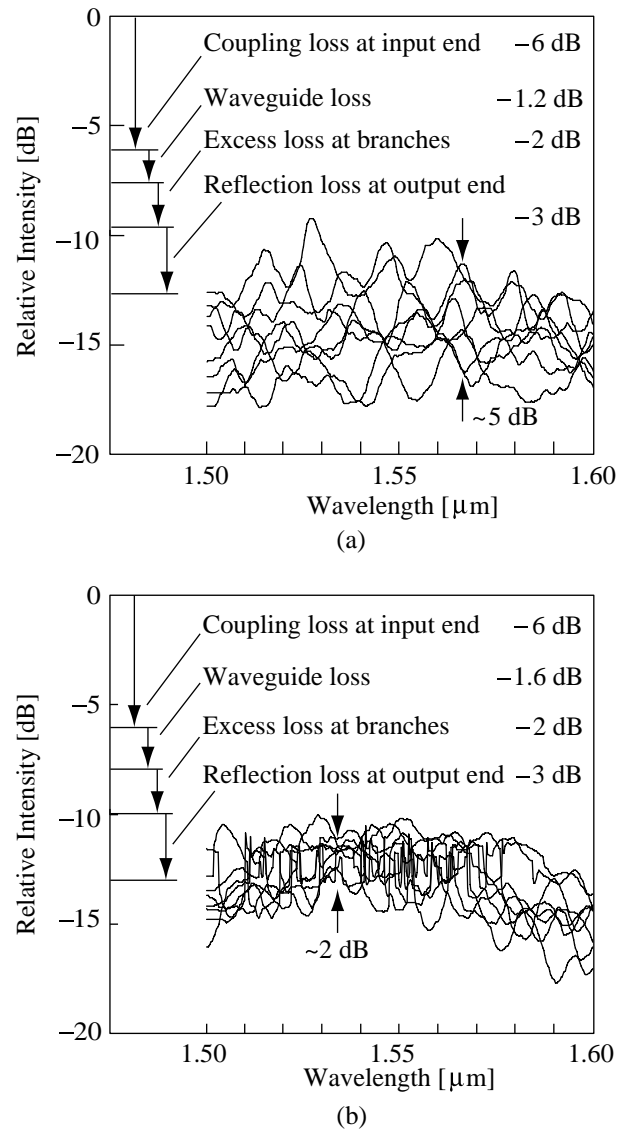 0
Coupling loss at input end −6 dB
Waveguide loss −1.2 dB
−5
Excess loss at branches −2 dB
Reflection loss at output end
−3 dB
−10
Relative Intensity [dB]
−15
~5 dB
−20
1.50 1.55 1.60
Wavelength [μm]
(a)
0
Coupling loss at input end −6 dB
Waveguide loss −1.6 dB
−5
Excess loss at branches −2 dB
Reflection loss at output end −3 dB
−10
Relative Intensity [dB]
−15
~2 dB
−20
1.50 1.55 1.60
Wavelength [μm]
(b)